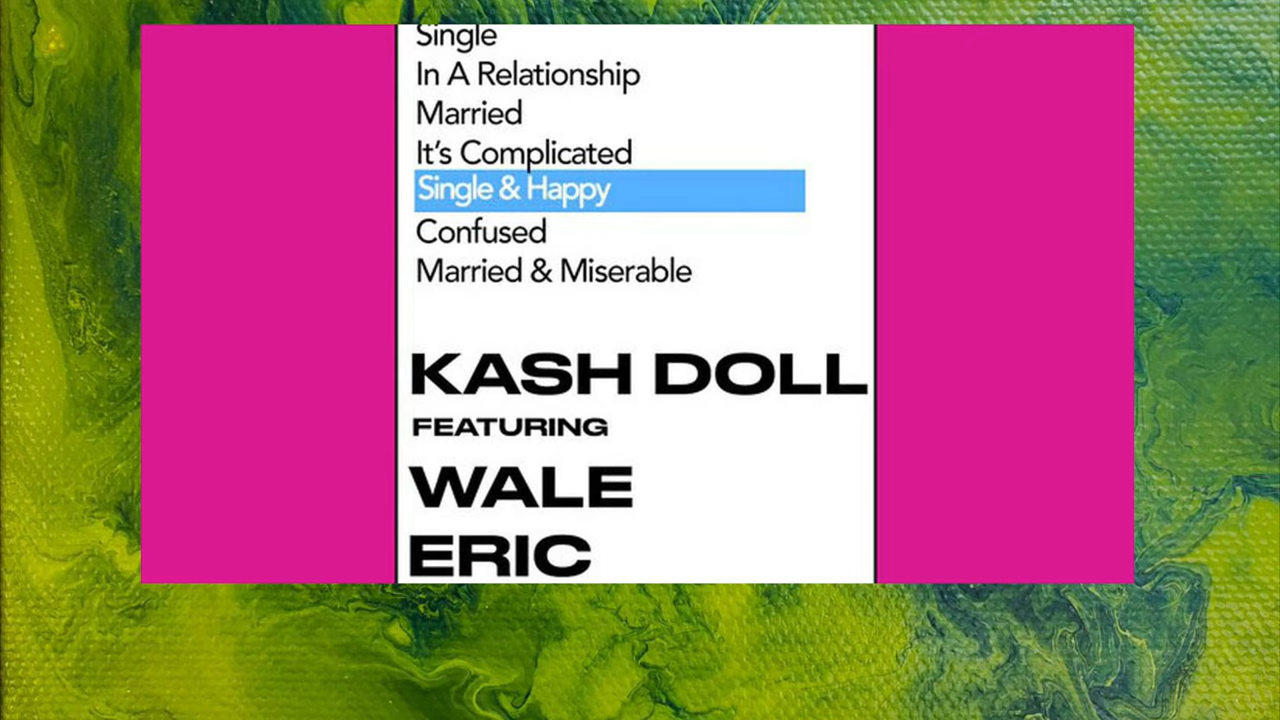 Single
In A Relationship
Married
It's Complicated
Single & Happy
Confused
Married & Miserable
KASH DOLL
FEATURING
WALE
ERIC